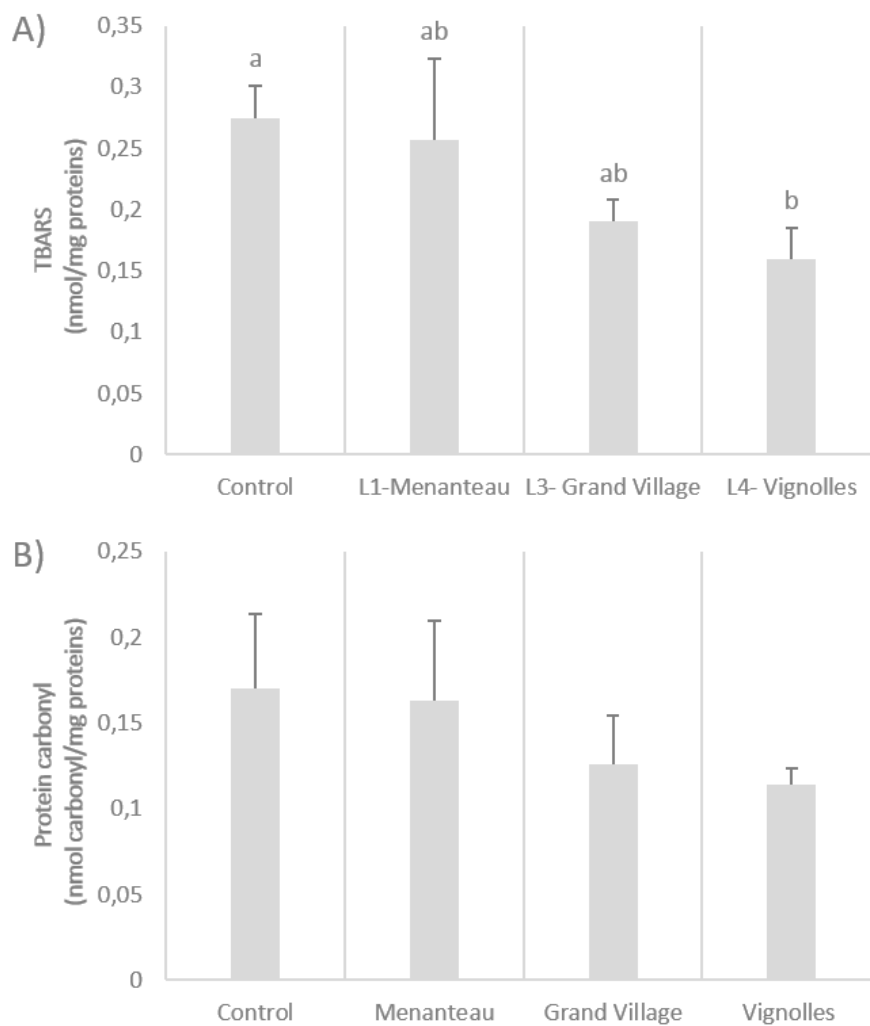 A)
TBARS
(nmol/mg proteins)
0,35
0,3
0,25
0,2
0,15
0,1
0,05
0
a
ab
ab
b
Control
L1-Menanteau
L3- Grand Village
L4- Vignolles
B)
Protein carbonyl
(nmol carbonyl/mg proteins)
0,25
0,2
0,15
0,1
0,05
0
Control
Menanteau
Grand Village
Vignolles